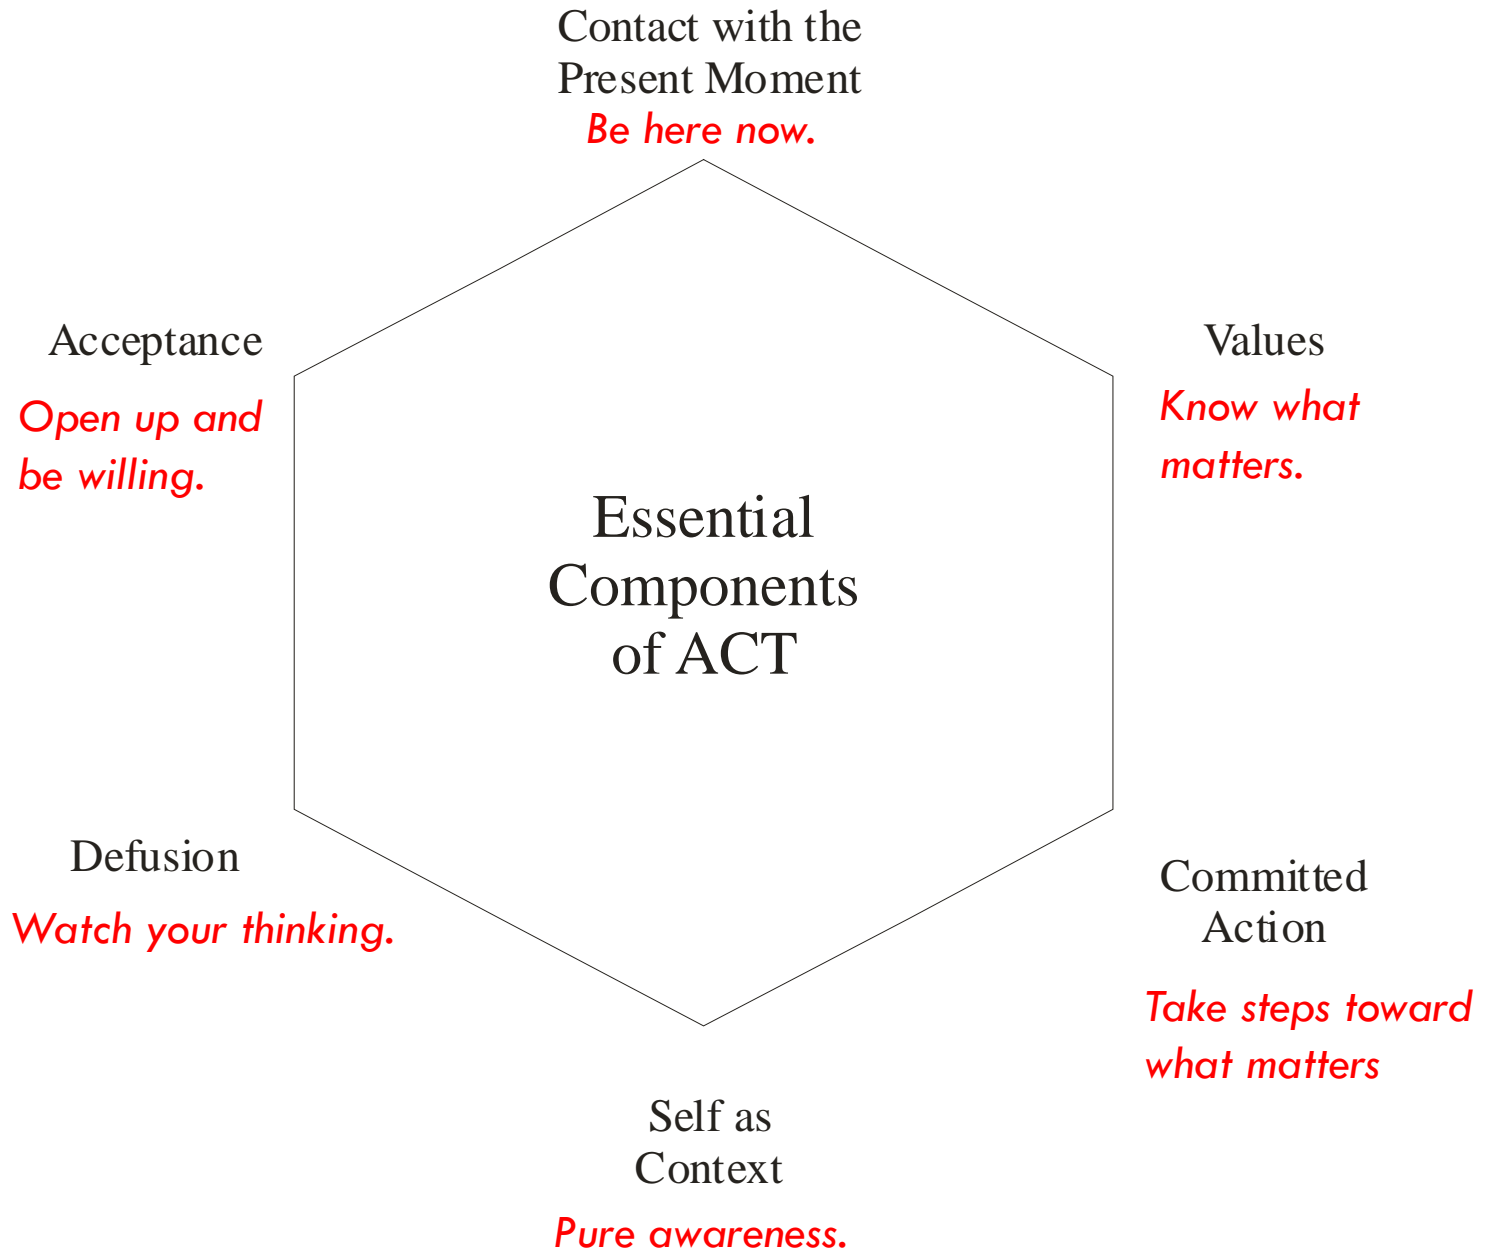 Contact with the
Present Moment
Be here now.
Acceptance
Open up and
be willing.
Values
Know what
matters.
Essential
Components
of ACT
Defusion
Watch your thinking.
Committed
Action
Take steps toward
what matters
Self as
Context
Pure awareness.